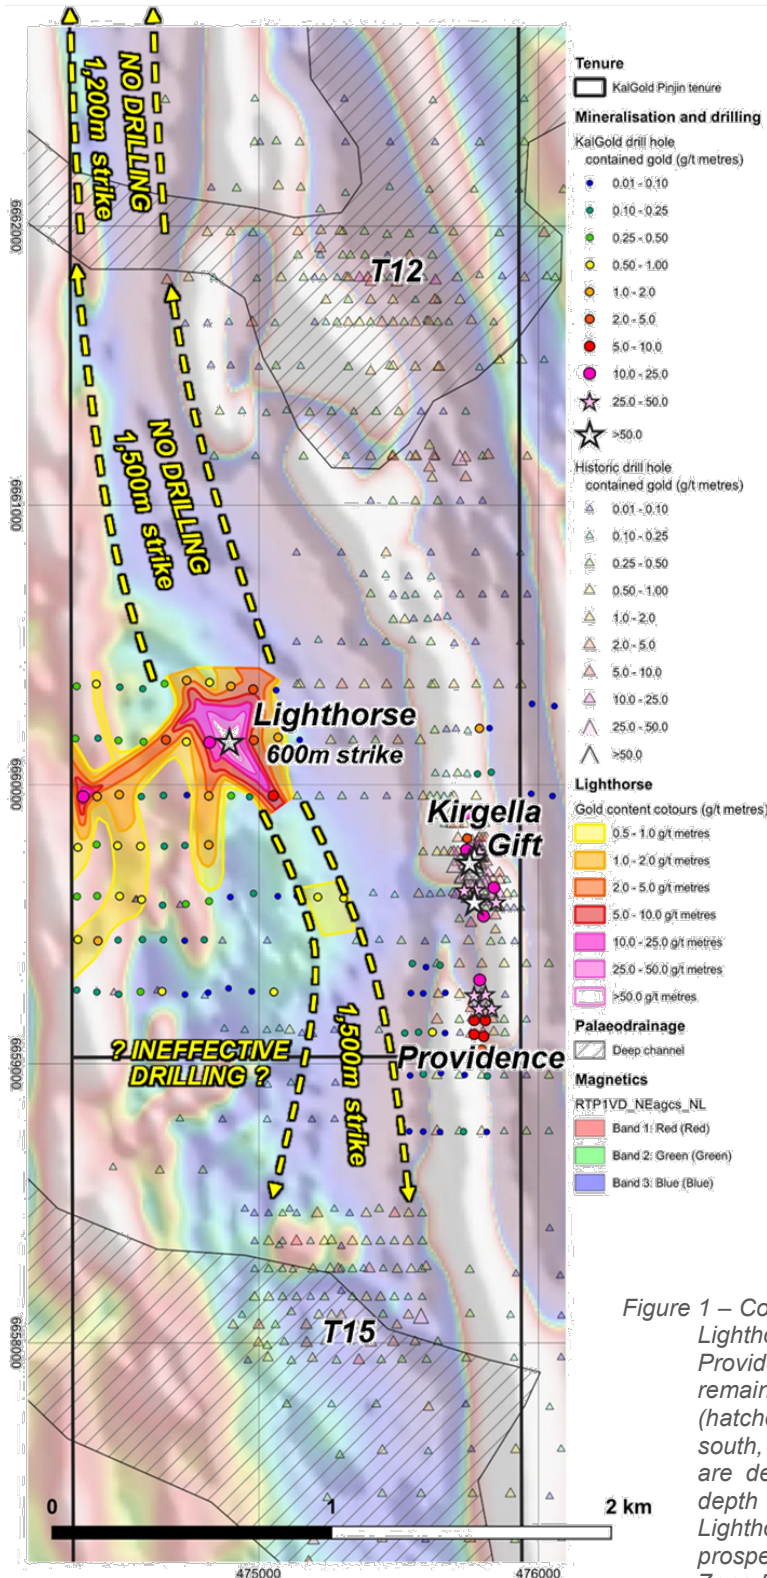 1,200m strike
NO DRILLING
6662000
T12
NO DRILLING
1,500m strike
6661000
Lighthorse
600m strike
6660000
Kirgella
Gift
? INEFFECTIVE
DRILLING ?
1,500m strike
Providence
6659000
T15
6658000
0
1
2 km
475000
476000
Tenure
KalGold Pinjin tenure
Mineralisation and drilling
KalGold drill hole
contained gold (g/t metres)
0.01 - 0.10
0.10 - 0.25
0.25 - 0.50
0.50 - 1.00
1.0 - 2.0
2.0 - 5.0
5.0 - 10.0
10.0 - 25.0
25.0 - 50.0
>50.0
Historic drill hole
contained gold (g/t metres)
0.01 - 0.10
0.10 - 0.25
0.25 - 0.50
0.50 - 1.00
1.0 - 2.0
2.0 - 5.0
5.0 - 10.0
10.0 - 25.0
25.0 - 50.0
>50.0
Lighthorse
Gold content cotours (g/t metres)
0.5 - 1.0 g/t metres
1.0 - 2.0 g/t metres
2.0 - 5.0 g/t metres
5.0 - 10.0 g/t metres
10.0 - 25.0 g/t metres
25.0 - 50.0 g/t metres
>50.0 g/t metres
Palaeodrainage
Deep channel
Magnetics
RTP1VD_NEagcs_NL
Band 1: Red (Red)
Band 2: Green (Green)
Band 3: Blue (Blue)
Figure 1 – Co
Lightho
Provid
remain
(hatche
south,
are de
depth
Lightho
prospe